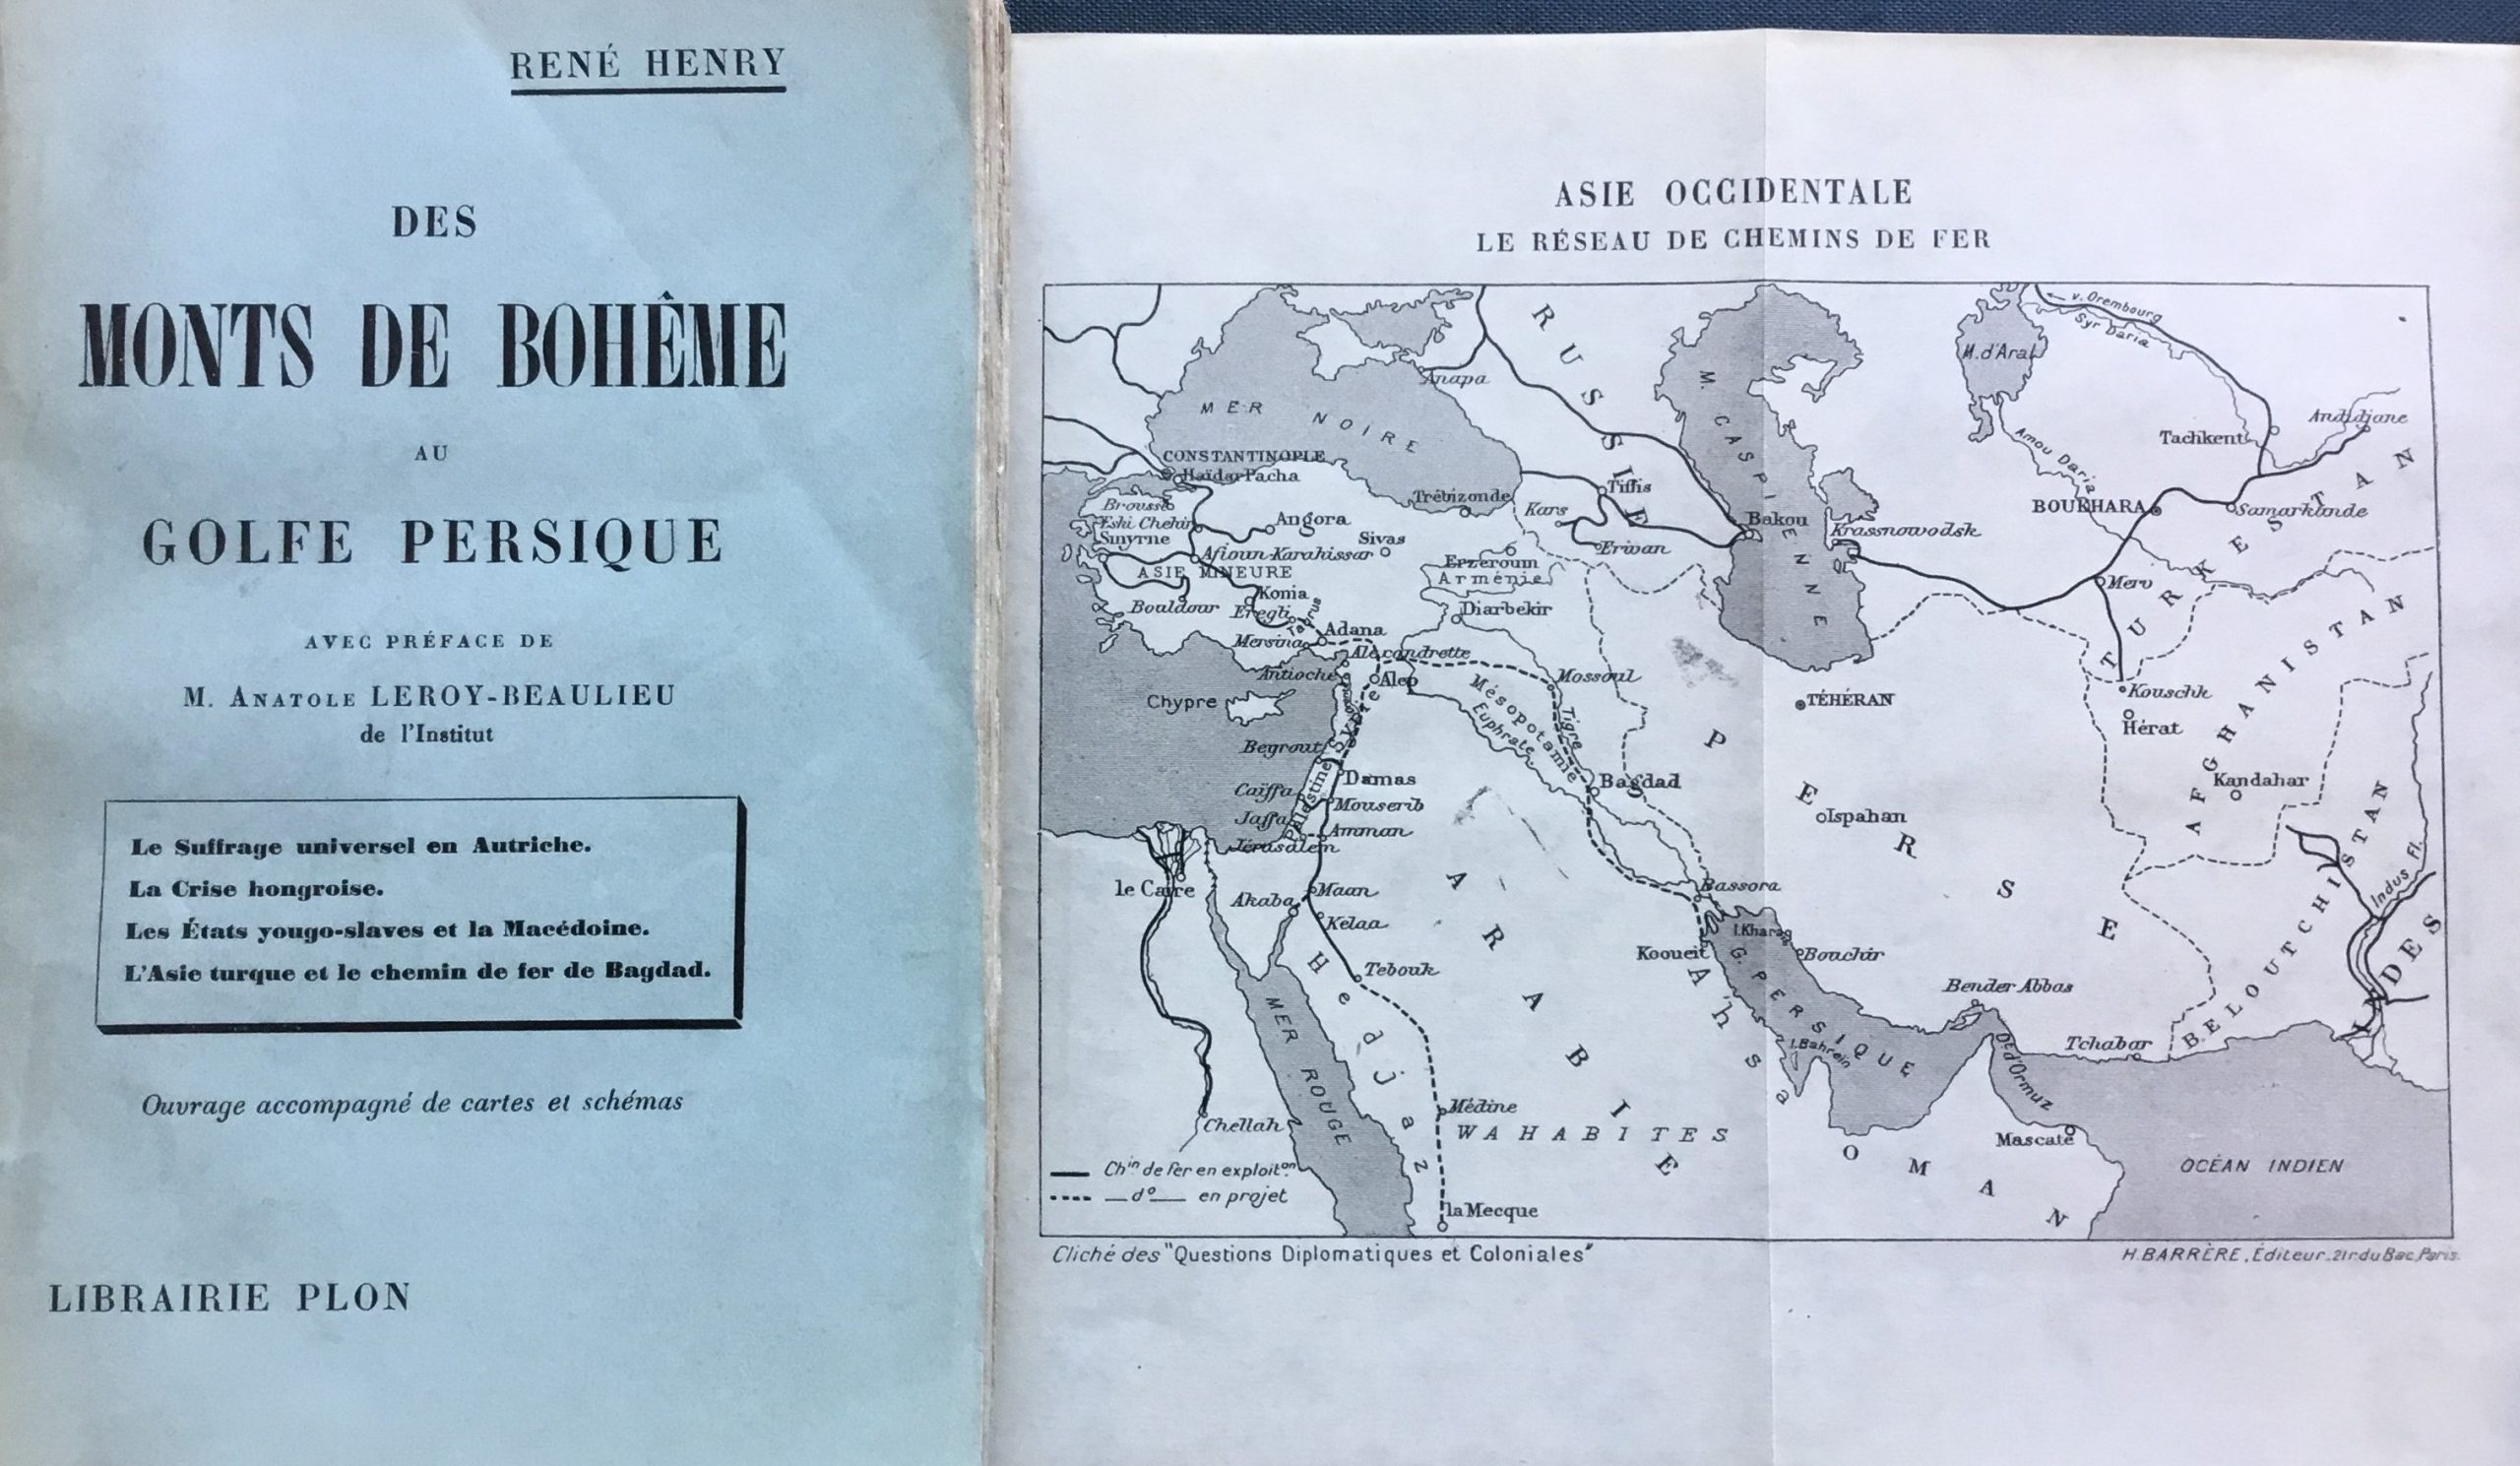 RENÉ HENRY
DES
MONTS DE BOHÊME
AU
GOLFE PERSIQUE
AVEC PRÉFACE DE
M. ANATOLE LEROY-BEAULIEU
de l'Institut
Le Suffrage universel en Autriche.
La Crise hongroise.
Les États yougo-slaves et la Macédoine.
L'Asie turque et le chemin de fer de Bagdad.
Ouvrage accompagné de cartes et schémas
LIBRAIRIE PLON
ASIE OCCIDENTALE
LE RÉSEAU DE CHEMINS DE FER
RUSSIE
v. Orembourg
Syr Daria
M. d'Aral
Anapa
MER NOIRE
M. CASPIENNE
Amou Daria
Andidjane
Tachkent
CONSTANTINOPLE
Haïdar Pacha
Brousse
Eski Chehir
Angora
Smyrne
Sivas
Afioun-Karahissar
ASIE MINEURE
Trébizonde
Kars
Tiflis
Erivan
Bakou
Krassnowodsk
BOUKHARA
Samarkande
TURKESTAN
Erzeroum
Arménie
Diarbekir
Bouldour
Konia
Eregli
Taurus
Mersina
Adana
Alexandrette
Antioche
Alep
Mossoul
Merv
Kouschk
Hérat
TÉHÉRAN
Chypre
SYRIE
Mésopotamie
Euphrate
Tigre
Beyrout
Damas
Palestine
Caïffa
Mouserib
Jaffa
Amman
Jérusalem
Bagdad
PERSE
Ispahan
AFGHANISTAN
Kandahar
BELOUTCHISTAN
Indus Fl.
INDES
le Caire
Akaba
Maan
Kelaa
Tebouk
Hedjaz
ARABIE
Bassora
Kooueit
I. Kharag
Bouchir
G. PERSIQUE
Ahsa
I. Bahrein
Bender Abbas
Dt d'Ormuz
Tchabar
MER ROUGE
Chellah
Médine
WAHABITES
Mascate
OMAN
OCÉAN INDIEN
la Mecque
Chin de fer en exploiton
—do— en projet
Cliché des "Questions Diplomatiques et Coloniales"
H. BARRÈRE, Éditeur. 21 r du Bac, Paris.